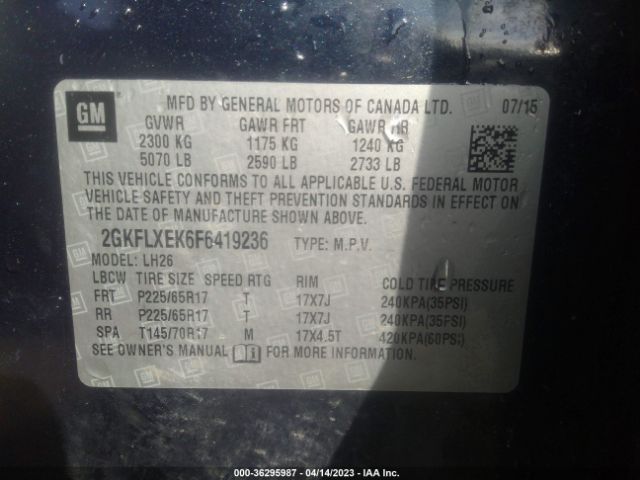 GM
MFD BY GENERAL MOTORS OF CANADA LTD. 07/15
GVWR GAWR FRT GAWR RR
2300 KG 1175 KG 1240 KG
5070 LB 2590 LB 2733 LB
THIS VEHICLE CONFORMS TO ALL APPLICABLE U.S. FEDERAL MOTOR
VEHICLE SAFETY AND THEFT PREVENTION STANDARDS IN EFFECT ON
THE DATE OF MANUFACTURE SHOWN ABOVE.
2GKFLXEK6F6419236 TYPE: M.P.V.
MODEL: LH26
LBCW TIRE SIZE SPEED RTG RIM COLD TIRE PRESSURE
FRT P225/65R17 T 17X7J 240KPA(35PSI)
RR P225/65R17 T 17X7J 240KPA(35PSI)
SPA T145/70R17 M 17X4.5T 420KPA(60PSI)
SEE OWNER'S MANUAL FOR MORE INFORMATION.
000-36295987 - 04/14/2023 - IAA Inc.